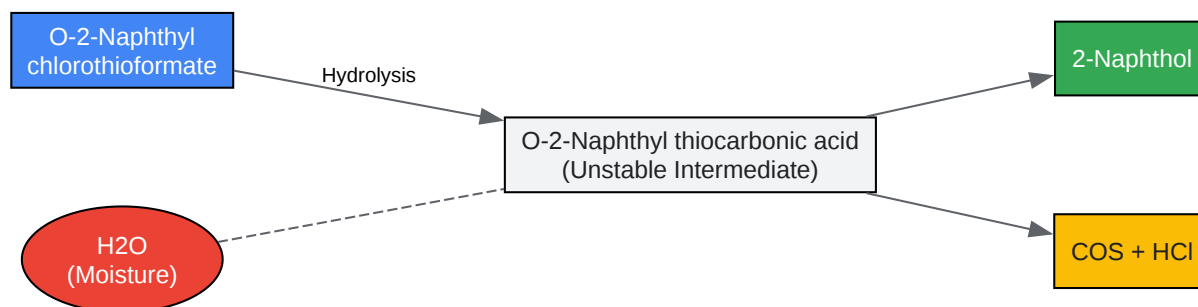 O-2-Naphthyl
chlorothioformate
Hydrolysis
2-Naphthol
O-2-Naphthyl thiocarbonic acid
(Unstable Intermediate)
H2O
(Moisture)
COS + HCl